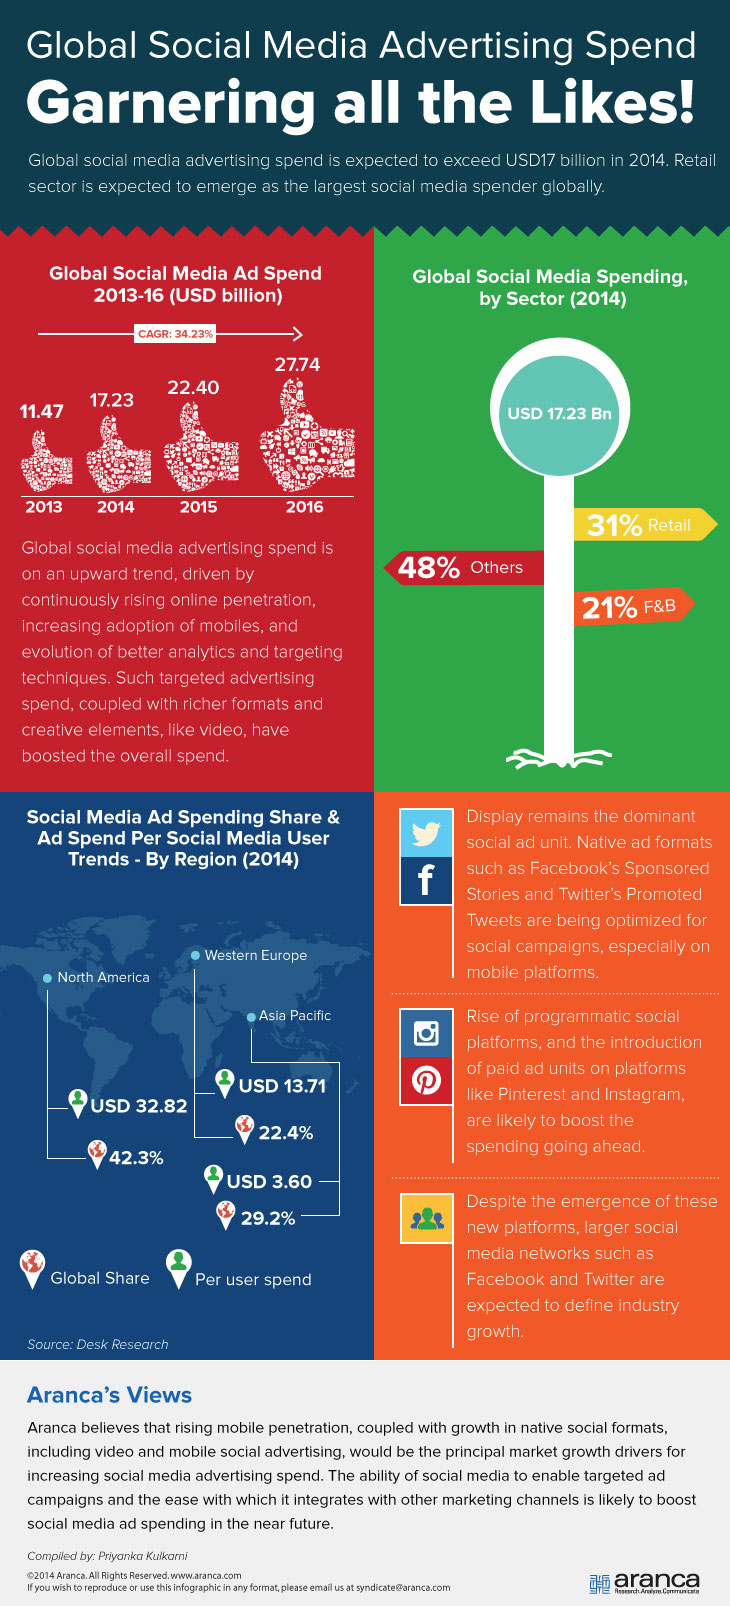 Global Social Media Advertising Spend
Garnering all the Likes!
Global social media advertising spend is expected to exceed USD17 billion in 2014. Retail
sector is expected to emerge as the largest social media spender globally.
Global Social Media Ad Spend
2013-16 (USD billion)
CAGR: 34.23%
11.47
17.23
22.40
27.74
2013
2014
2015
2016
Global social media advertising spend is
on an upward trend, driven by
continuously rising online penetration,
increasing adoption of mobiles, and
evolution of better analytics and targeting
techniques. Such targeted advertising
spend, coupled with richer formats and
creative elements, like video, have
boosted the overall spend.
Global Social Media Spending,
by Sector (2014)
USD 17.23 Bn
31% Retail
48% Others
21% F&B
Social Media Ad Spending Share &
Ad Spend Per Social Media User
Trends - By Region (2014)
Western Europe
North America
Asia Pacific
USD 13.71
USD 32.82
22.4%
42.3%
USD 3.60
29.2%
Global Share
Per user spend
Source: Desk Research
f
Display remains the dominant
social ad unit. Native ad formats
such as Facebook's Sponsored
Stories and Twitter's Promoted
Tweets are being optimized for
social campaigns, especially on
mobile platforms.
Rise of programmatic social
platforms, and the introduction
of paid ad units on platforms
like Pinterest and Instagram,
are likely to boost the
spending going ahead.
Despite the emergence of these
new platforms, larger social
media networks such as
Facebook and Twitter are
expected to define industry
growth.
Aranca's Views
Aranca believes that rising mobile penetration, coupled with growth in native social formats,
including video and mobile social advertising, would be the principal market growth drivers for
increasing social media advertising spend. The ability of social media to enable targeted ad
campaigns and the ease with which it integrates with other marketing channels is likely to boost
social media ad spending in the near future.
Compiled by: Priyanka Kulkarni
©2014 Aranca. All Rights Reserved. www.aranca.com
If you wish to reproduce or use this infographic in any format, please email us at syndicate@aranca.com
aranca
Research.Analyze.Communicate